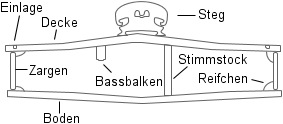 Einlage
Steg
Decke
Stimmstock
Zargen
Bassbalken
Reifchen
Boden